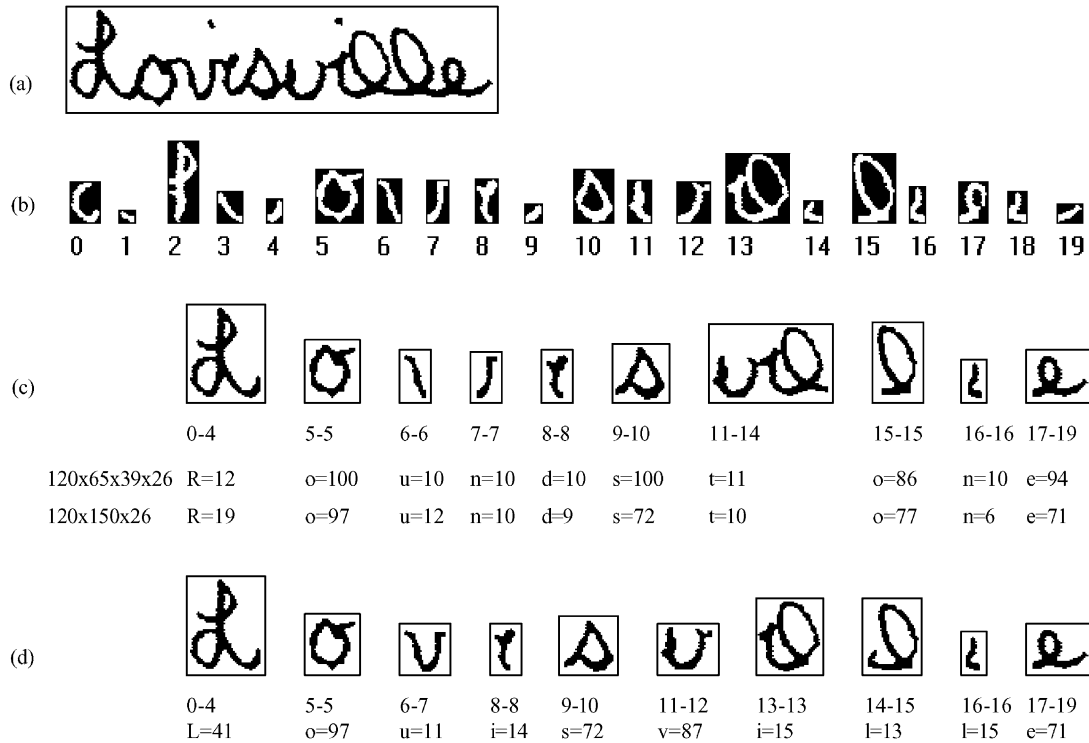 (a) Louisville
(b)
0 1 2 3 4 5 6 7 8 9 10 11 12 13 14 15 16 17 18 19
(c)
0-4 5-5 6-6 7-7 8-8 9-10 11-14 15-15 16-16 17-19
120x65x39x26 R=12 o=100 u=10 n=10 d=10 s=100 t=11 o=86 n=10 e=94
120x150x26 R=19 o=97 u=12 n=10 d=9 s=72 t=10 o=77 n=6 e=71
(d)
0-4 5-5 6-7 8-8 9-10 11-12 13-13 14-15 16-16 17-19
L=41 o=97 u=11 i=14 s=72 v=87 i=15 l=13 l=15 e=71